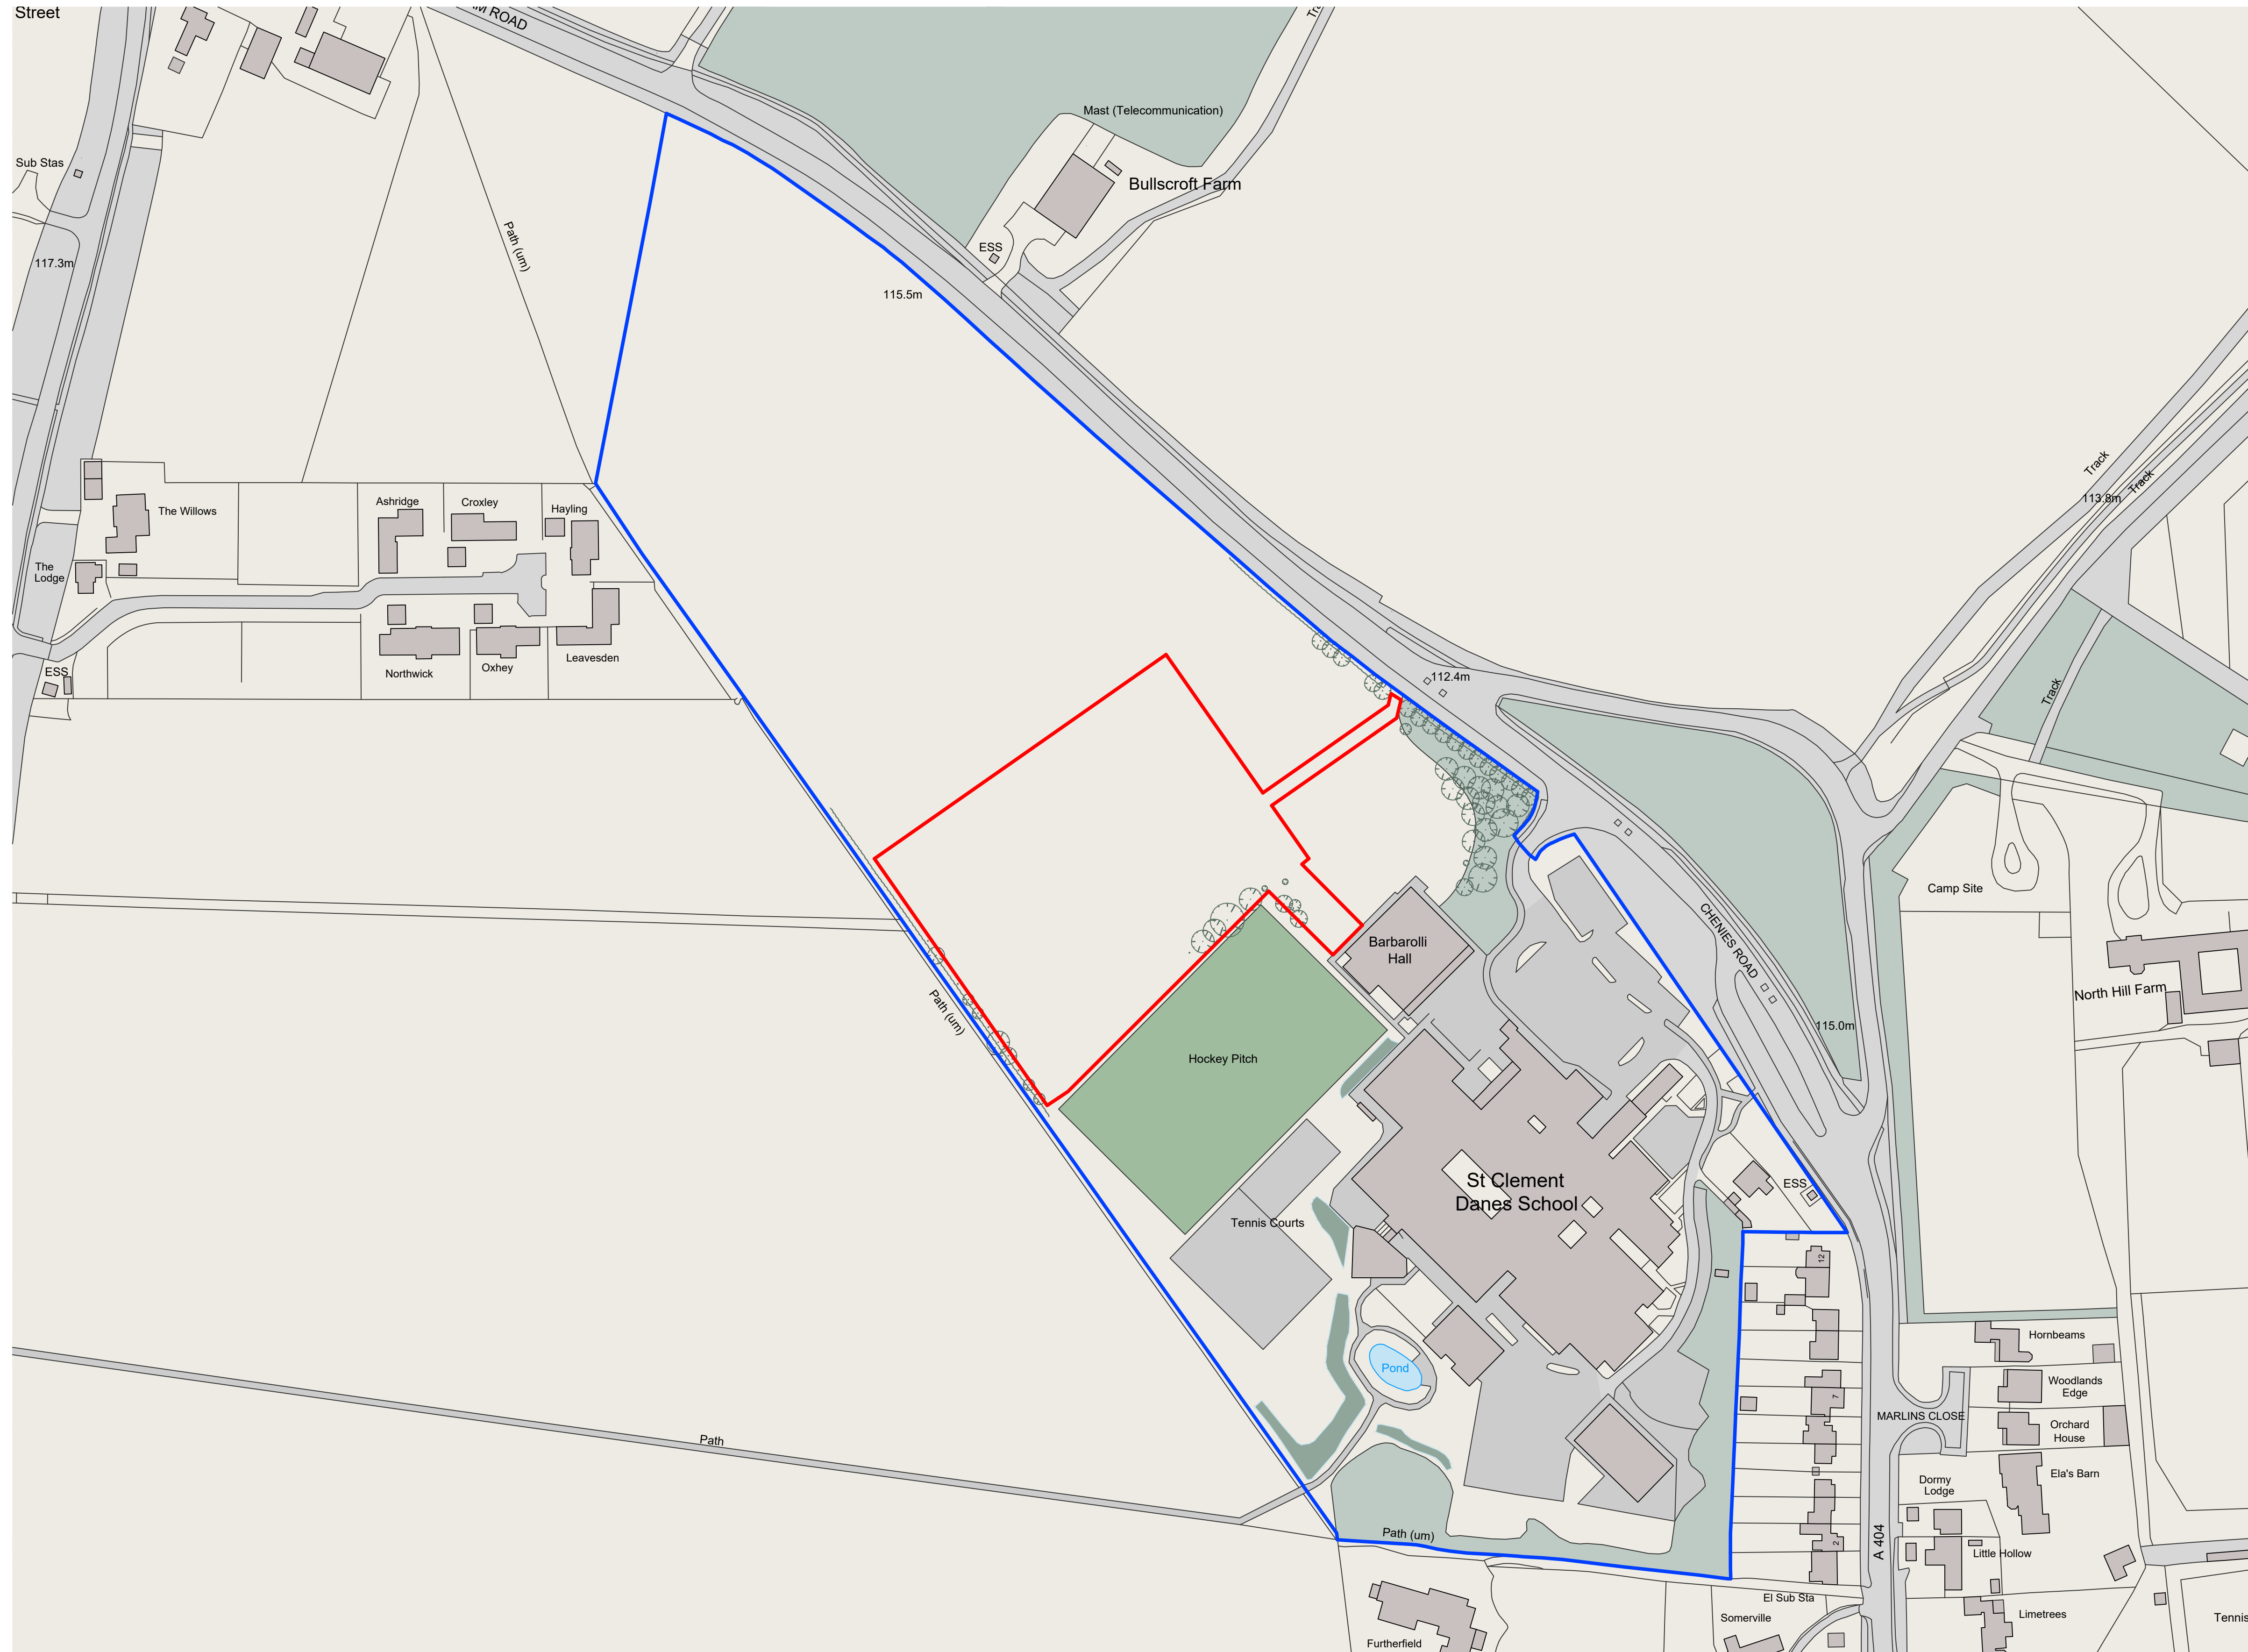 Street
M ROAD
Mast (Telecommunication)
Sub Stas
Bullscroft Farm
Path (um)
ESS
117.3m
115.5m
Track
113.8m
Track
Ashridge
Croxley
Hayling
The Willows
The
Lodge
Northwick
Oxhey
Leavesden
ESS
112.4m
Track
Camp Site
CHENIES ROAD
Barbarolli
Hall
North Hill Farm
Path (um)
115.0m
Hockey Pitch
St Clement
Danes School
ESS
Tennis Courts
12
Hornbeams
Pond
Woodlands
Edge
7
MARLINS CLOSE
Orchard
House
Path
Ela's Barn
Dormy
Lodge
Path (um)
2
A 404
Little Hollow
El Sub Sta
Somerville
Limetrees
Tennis
Furtherfield